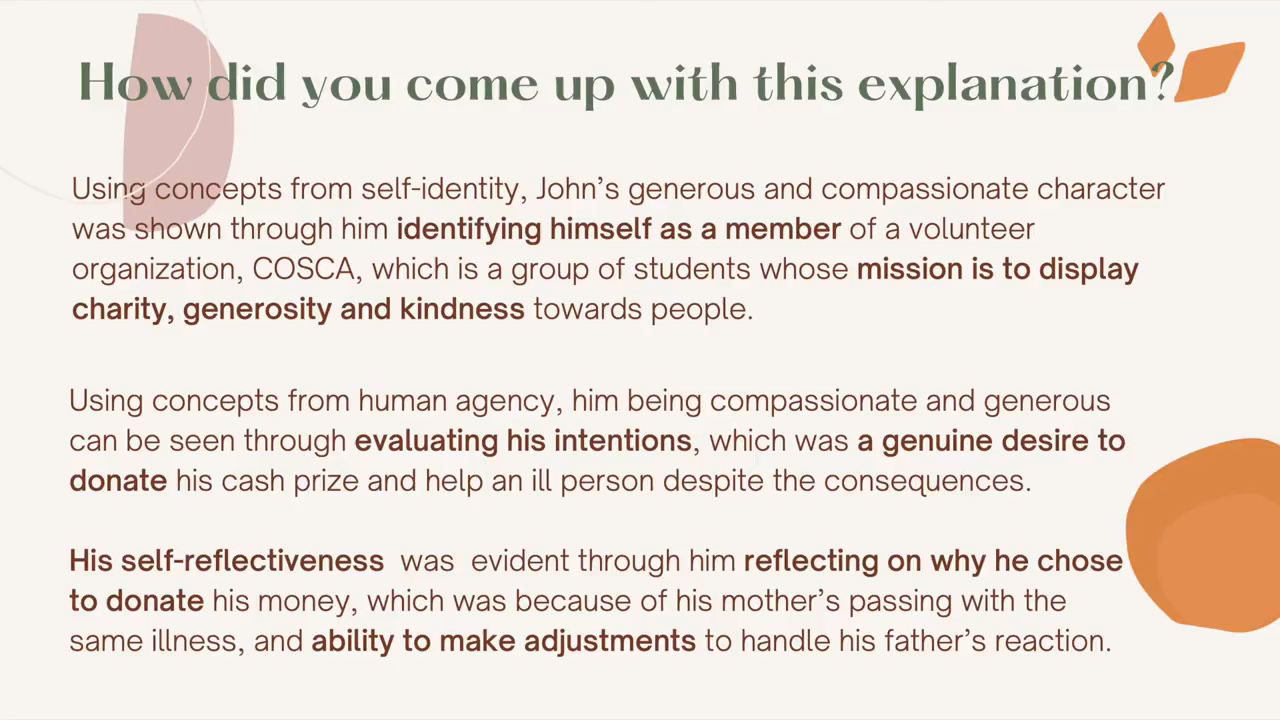 How did you come up with this explanation?
Using concepts from self-identity, John's generous and compassionate character
was shown through him identifying himself as a member of a volunteer
organization, COSCA, which is a group of students whose mission is to display
charity, generosity and kindness towards people.
Using concepts from human agency, him being compassionate and generous
can be seen through evaluating his intentions, which was a genuine desire to
donate his cash prize and help an ill person despite the consequences.
His self-reflectiveness was evident through him reflecting on why he chose
to donate his money, which was because of his mother's passing with the
same illness, and ability to make adjustments to handle his father's reaction.